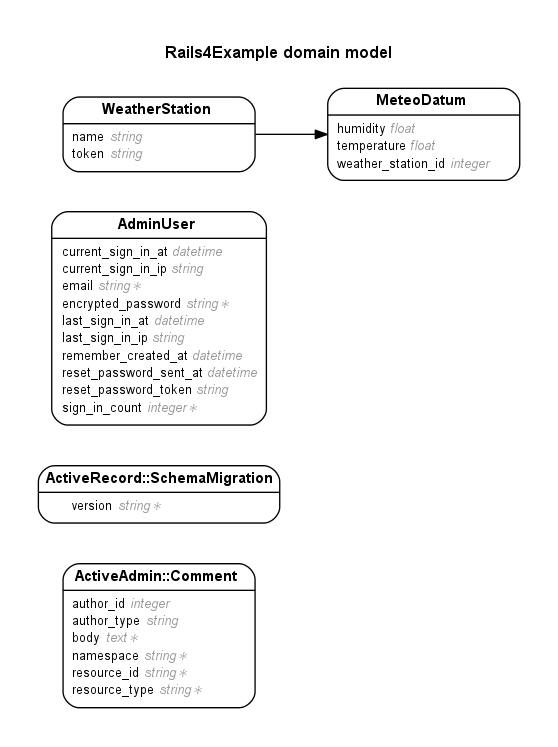 Rails4Example domain model
WeatherStation
name string
token string
MeteoDatum
humidity float
temperature float
weather_station_id integer
AdminUser
current_sign_in_at datetime
current_sign_in_ip string
email string∗
encrypted_password string∗
last_sign_in_at datetime
last_sign_in_ip string
remember_created_at datetime
reset_password_sent_at datetime
reset_password_token string
sign_in_count integer∗
ActiveRecord::SchemaMigration
version string∗
ActiveAdmin::Comment
author_id integer
author_type string
body text∗
namespace string∗
resource_id string∗
resource_type string∗